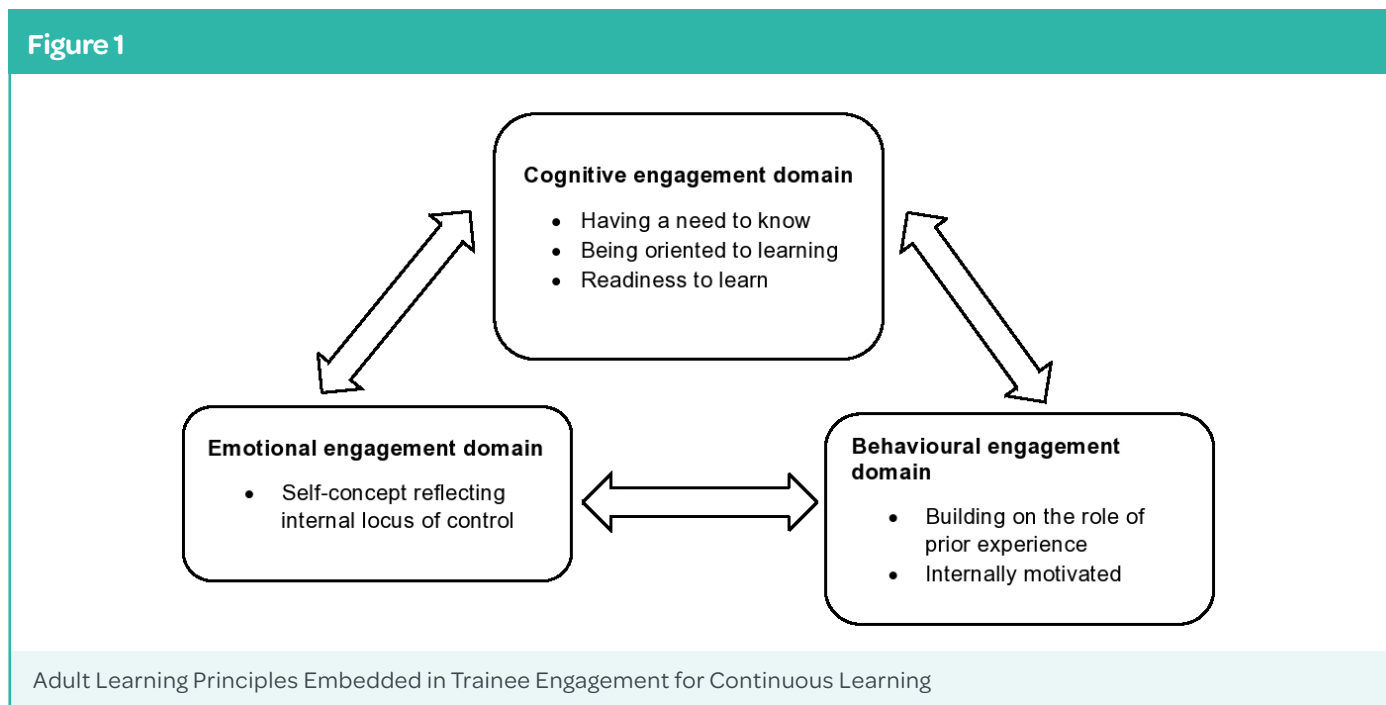 Figure 1
Cognitive engagement domain
• Having a need to know
• Being oriented to learning
• Readiness to learn
Emotional engagement domain
• Self-concept reflecting
internal locus of control
Behavioural engagement
domain
• Building on the role of
prior experience
• Internally motivated
Adult Learning Principles Embedded in Trainee Engagement for Continuous Learning